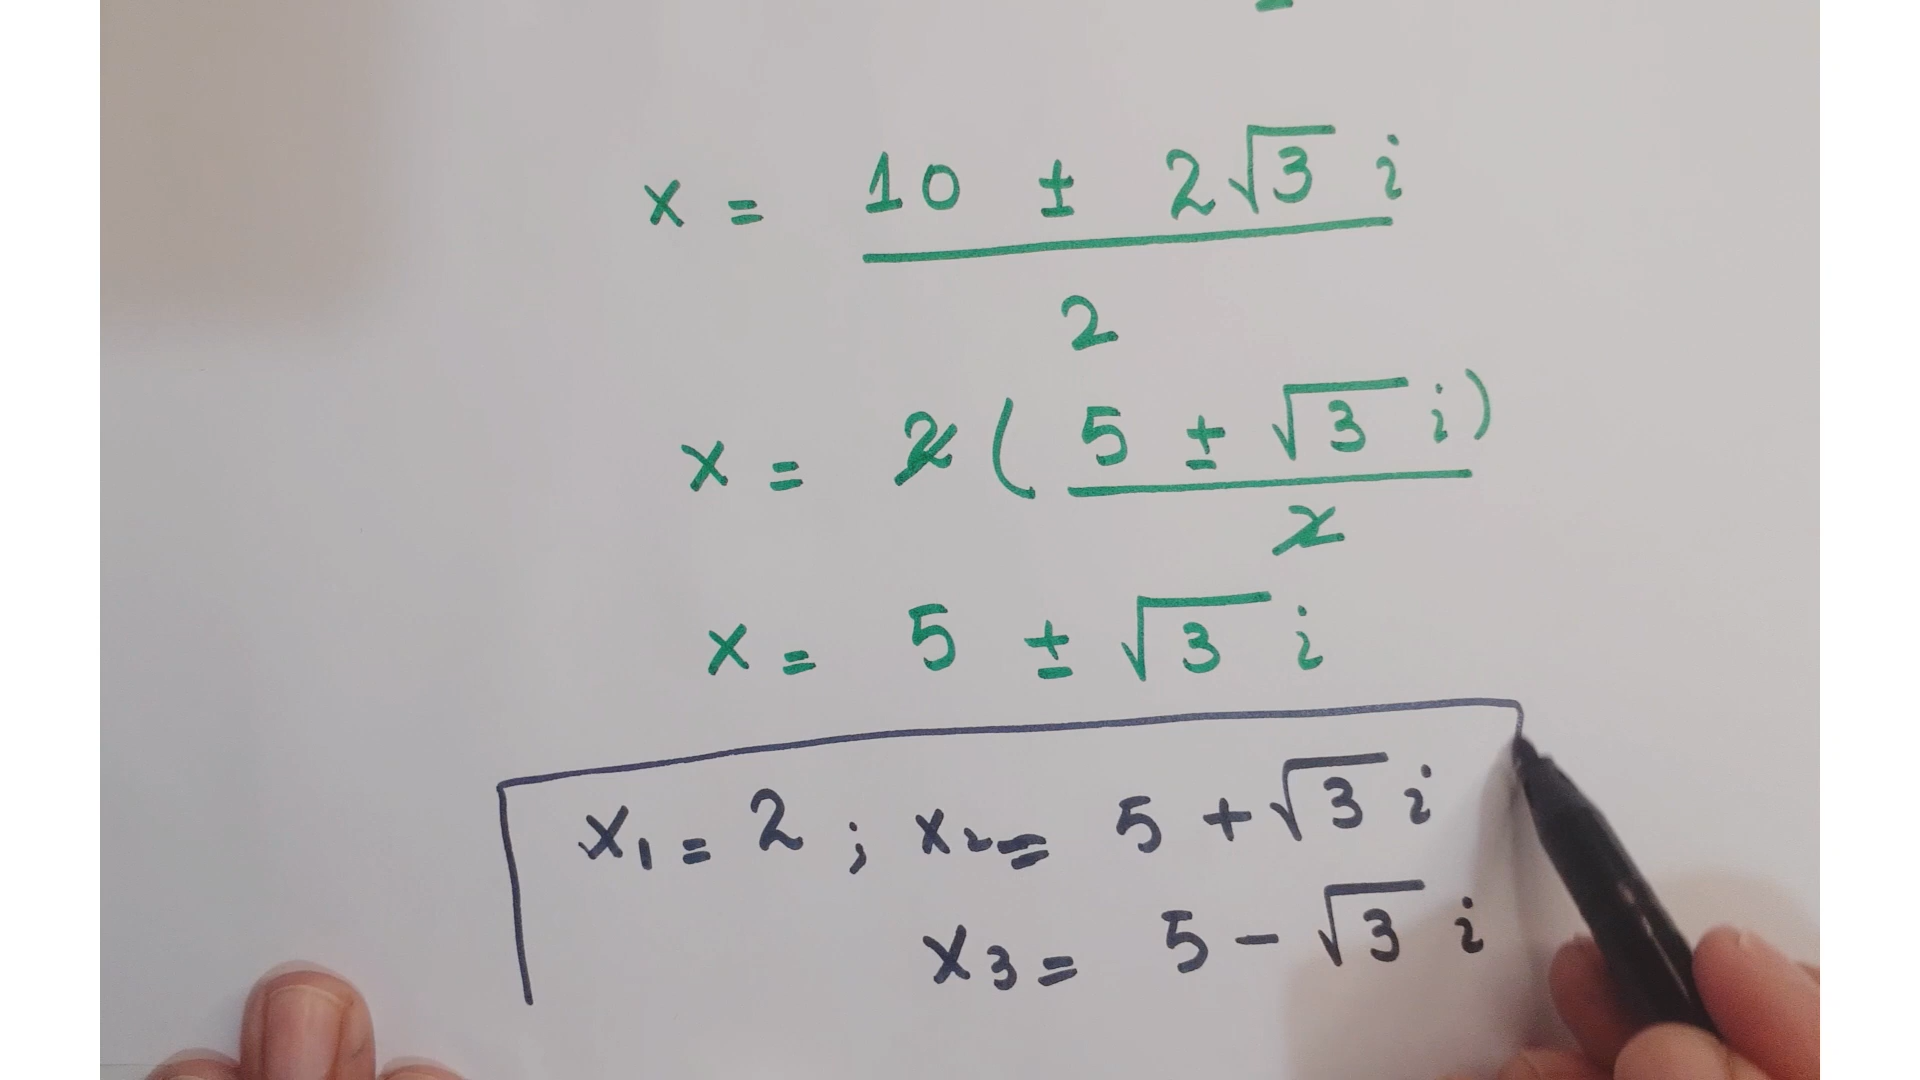 x = 10 ± 2√3 i
2
x = 2 ( 5 ± √3 i )
2
x = 5 ± √3 i
x₁ = 2 ; x₂ = 5 + √3 i
x₃ = 5 - √3 i